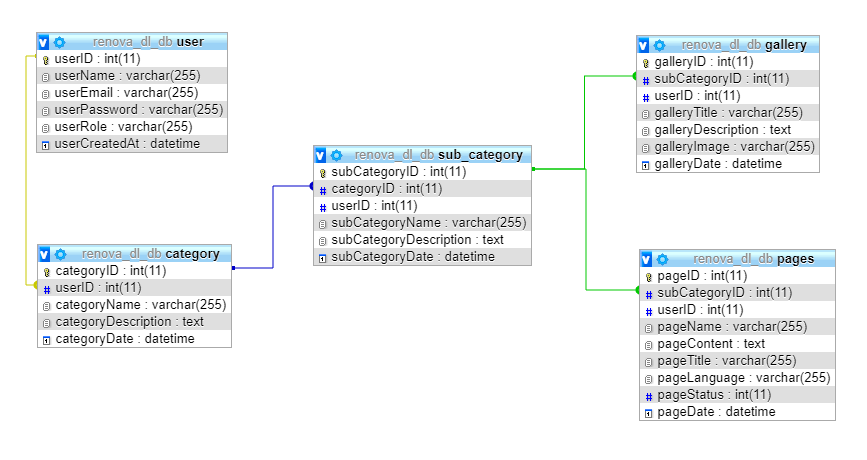 renova_dl_db user
userID : int(11)
userName : varchar(255)
userEmail : varchar(255)
userPassword : varchar(255)
userRole : varchar(255)
userCreatedAt : datetime
renova_dl_db category
categoryID : int(11)
userID : int(11)
categoryName : varchar(255)
categoryDescription : text
categoryDate : datetime
renova_dl_db sub_category
subCategoryID : int(11)
categoryID : int(11)
userID : int(11)
subCategoryName : varchar(255)
subCategoryDescription : text
subCategoryDate : datetime
renova_dl_db gallery
galleryID : int(11)
subCategoryID : int(11)
userID : int(11)
galleryTitle : varchar(255)
galleryDescription : text
galleryImage : varchar(255)
galleryDate : datetime
renova_dl_db pages
pageID : int(11)
subCategoryID : int(11)
userID : int(11)
pageName : varchar(255)
pageContent : text
pageTitle : varchar(255)
pageLanguage : varchar(255)
pageStatus : int(11)
pageDate : datetime